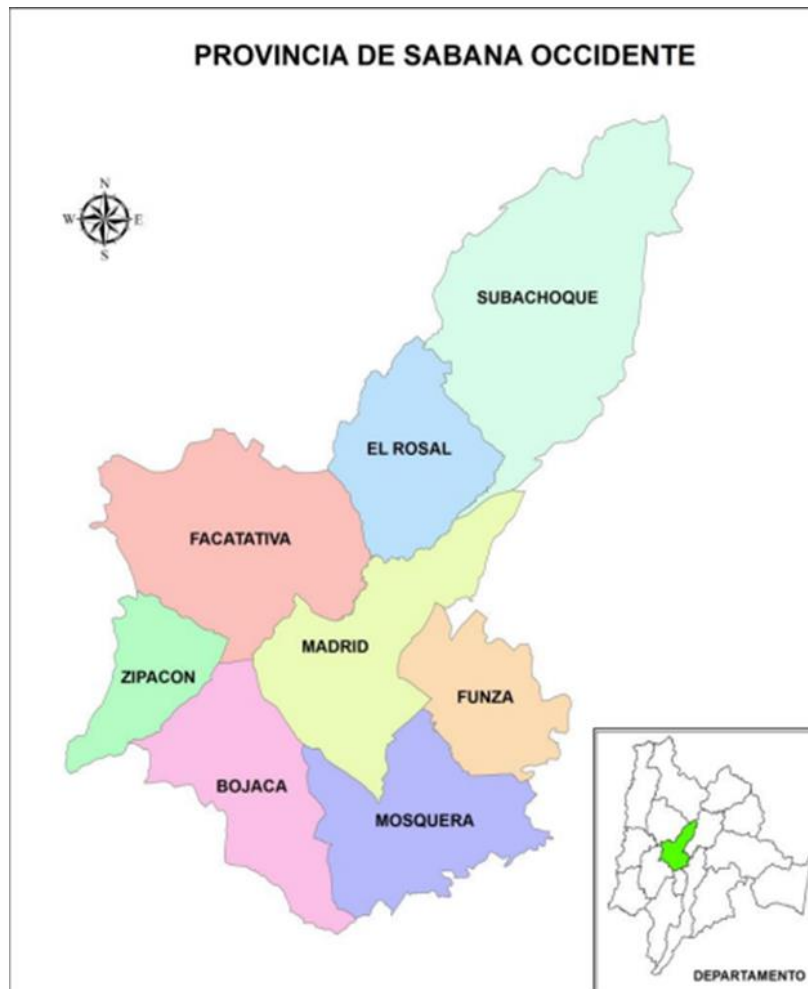 PROVINCIA DE SABANA OCCIDENTE
N
W
E
S
SUBACHOQUE
EL ROSAL
FACATATIVA
MADRID
ZIPACON
FUNZA
BOJACA
MOSQUERA
DEPARTAMENTO